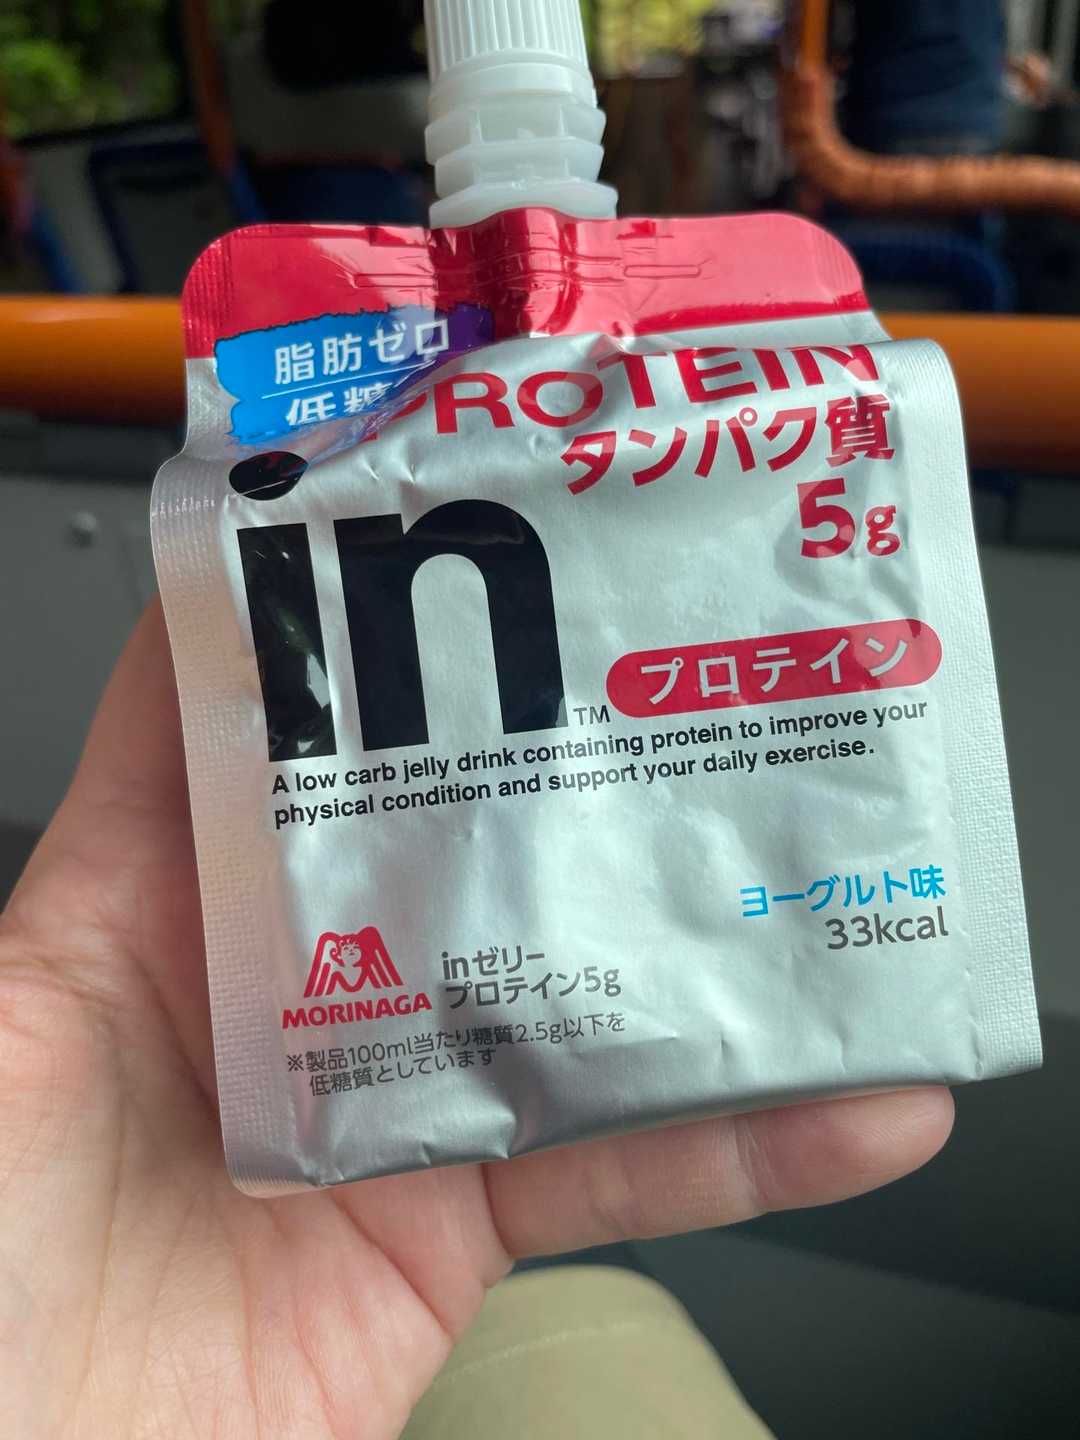 脂肪ゼロ
低糖
PROTEIN
タンパク質
5g
in
TM
プロテイン
A low carb jelly drink containing protein to improve your
physical condition and support your daily exercise.
ヨーグルト味
33kcal
MORINAGA
inゼリー
プロテイン5g
※製品100ml当たり糖質2.5g以下を
低糖質としています